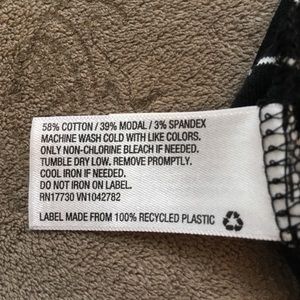 58% COTTON / 39% MODAL / 3% SPANDEX
MACHINE WASH COLD WITH LIKE COLORS.
ONLY NON-CHLORINE BLEACH IF NEEDED.
TUMBLE DRY LOW. REMOVE PROMPTLY.
COOL IRON IF NEEDED.
DO NOT IRON ON LABEL.
RN17730 VN1042782
LABEL MADE FROM 100% RECYCLED PLASTIC